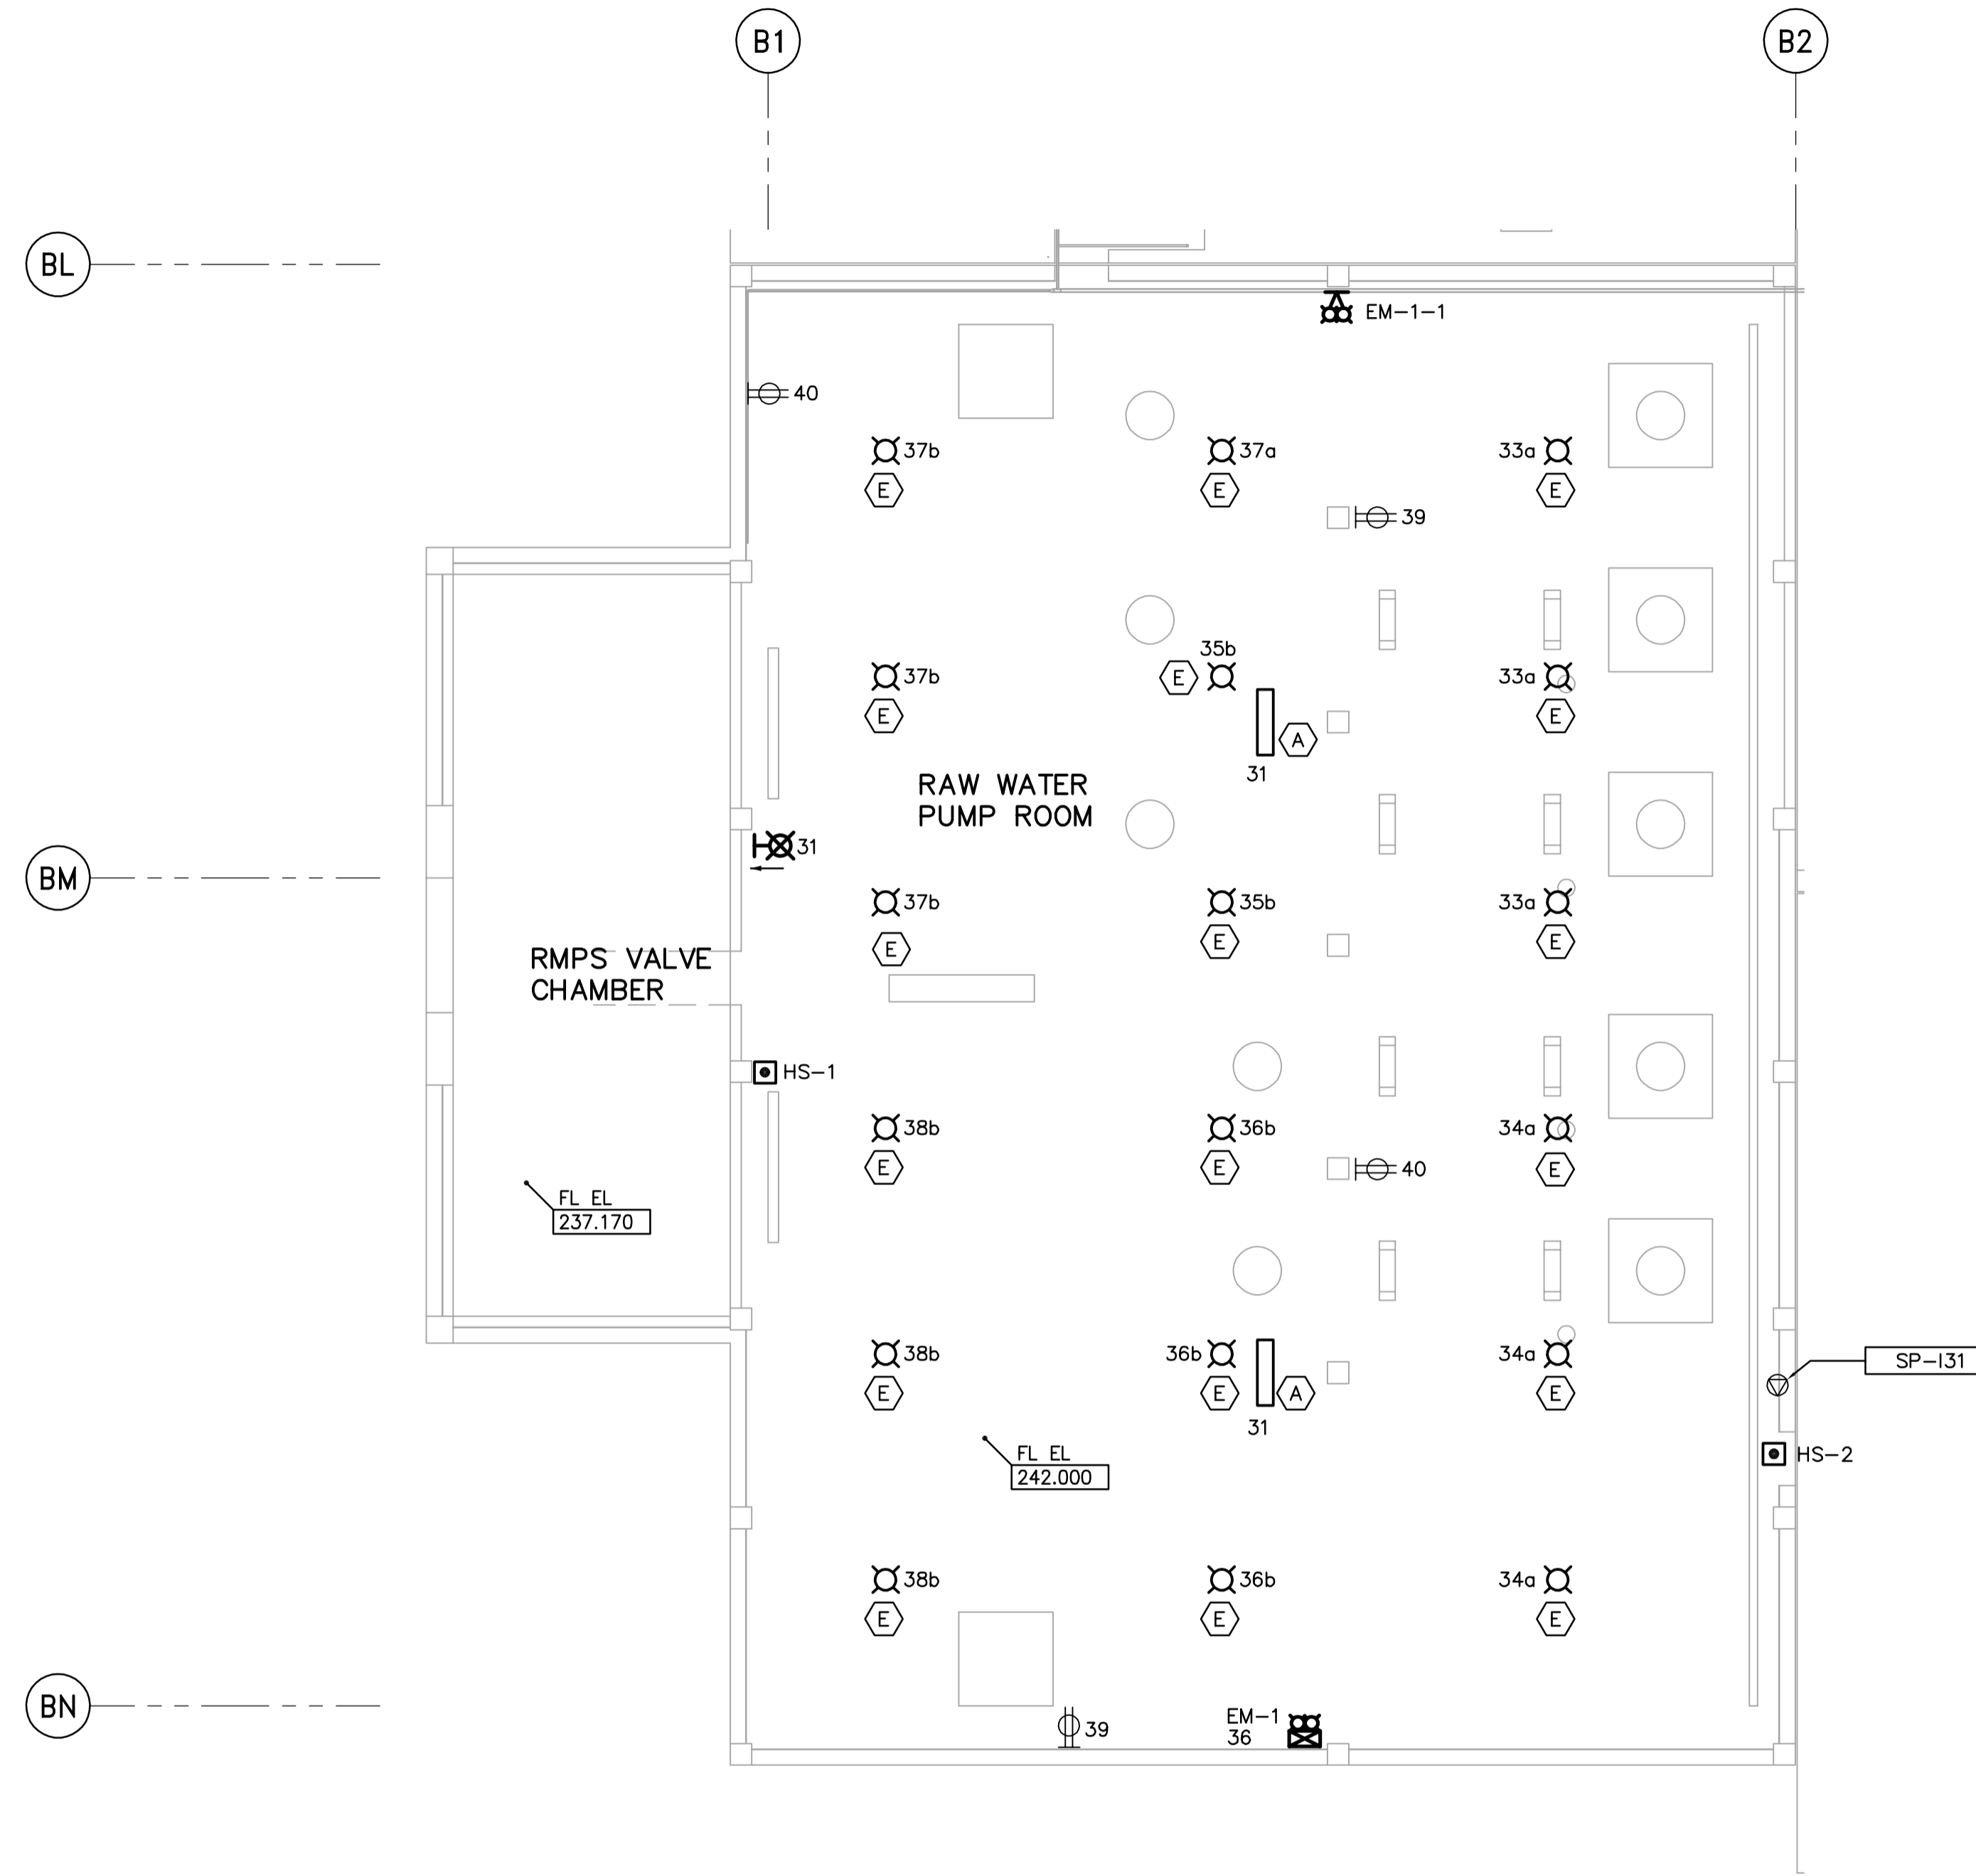 B1
B2
BL
EM-1-1
40
37b
37a
33a
E
E
E
39
35b
37b
E
33a
E
E
A
31
RAW WATER
PUMP ROOM
31
BM
37b
35b
33a
E
E
E
RMPS VALVE
CHAMBER
HS-1
38b
36b
34a
E
E
E
40
FL EL
237.170
38b
36b
34a
SP-131
E
E
A
E
31
FL EL
242.000
HS-2
38b
36b
34a
E
E
E
BN
39
EM-1
36